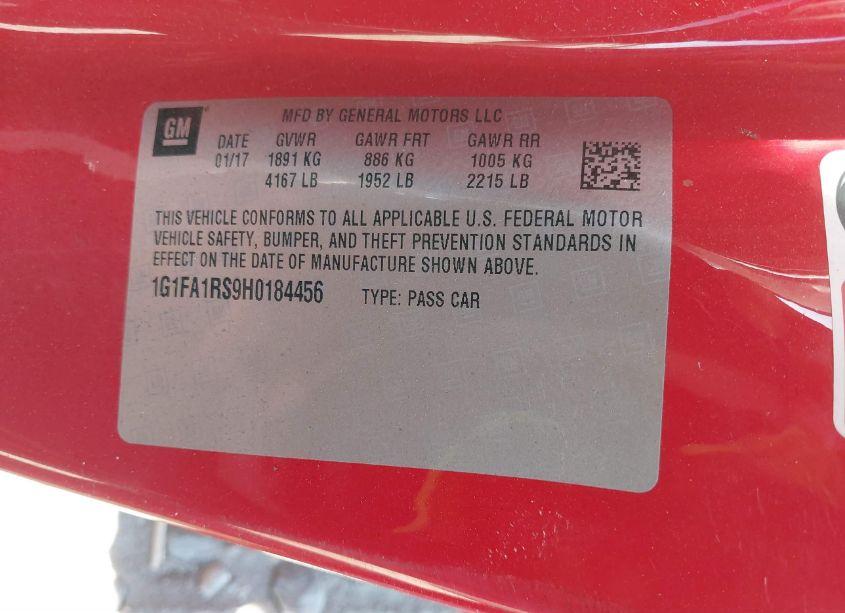 GM
MFD BY GENERAL MOTORS LLC
DATE GVWR GAWR FRT GAWR RR
01/17 1891 KG 886 KG 1005 KG
4167 LB 1952 LB 2215 LB
THIS VEHICLE CONFORMS TO ALL APPLICABLE U.S. FEDERAL MOTOR
VEHICLE SAFETY, BUMPER, AND THEFT PREVENTION STANDARDS IN
EFFECT ON THE DATE OF MANUFACTURE SHOWN ABOVE.
1G1FA1RS9H0184456 TYPE: PASS CAR